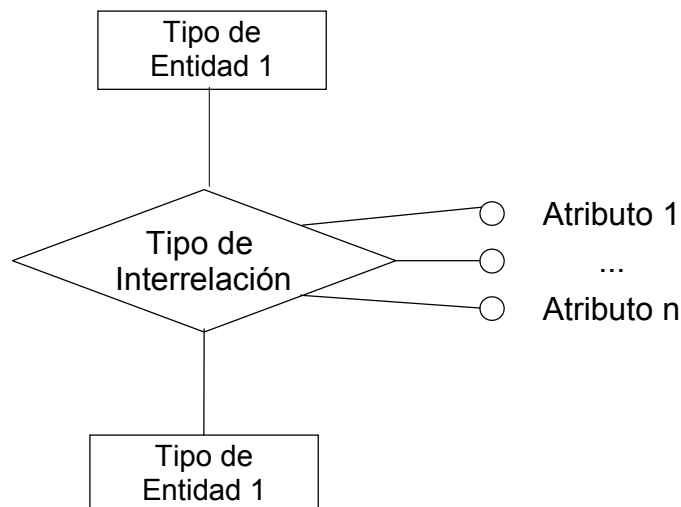 Tipo de
Entidad 1
Atributo 1
Tipo de
Interrelación
...
Atributo n
Tipo de
Entidad 1